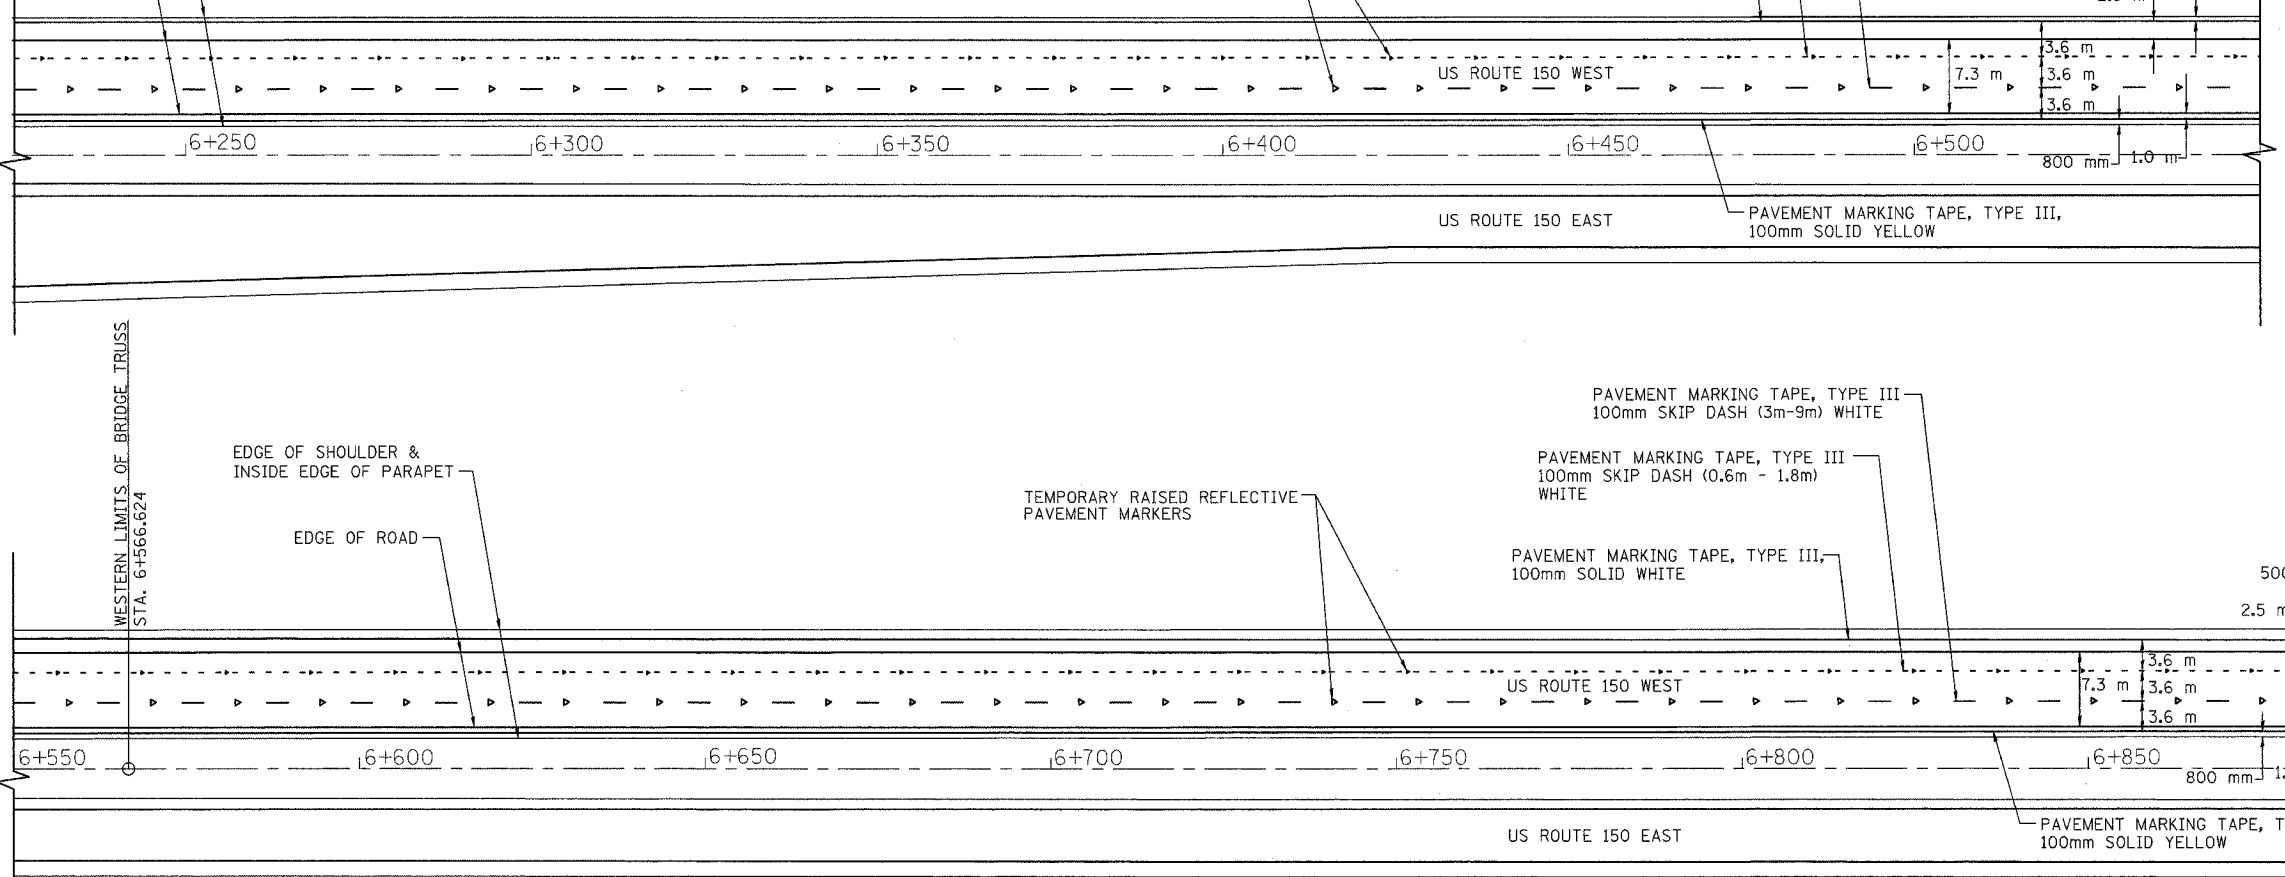 3.6 m
US ROUTE 150 WEST
7.3 m
3.6 m
3.6 m
6+250
6+300
6+350
6+400
6+450
6+500
800 mm
1.0 m
US ROUTE 150 EAST
PAVEMENT MARKING TAPE, TYPE III,
100mm SOLID YELLOW
WESTERN LIMITS OF BRIDGE TRUSS
STA. 6+566.624
EDGE OF SHOULDER &
INSIDE EDGE OF PARAPET
EDGE OF ROAD
TEMPORARY RAISED REFLECTIVE
PAVEMENT MARKERS
PAVEMENT MARKING TAPE, TYPE III
100mm SKIP DASH (3m-9m) WHITE
PAVEMENT MARKING TAPE, TYPE III
100mm SKIP DASH (0.6m - 1.8m)
WHITE
PAVEMENT MARKING TAPE, TYPE III,
100mm SOLID WHITE
500
2.5 m
3.6 m
US ROUTE 150 WEST
7.3 m
3.6 m
3.6 m
6+550
6+600
6+650
6+700
6+750
6+800
6+850
800 mm
1.
US ROUTE 150 EAST
PAVEMENT MARKING TAPE, T
100mm SOLID YELLOW